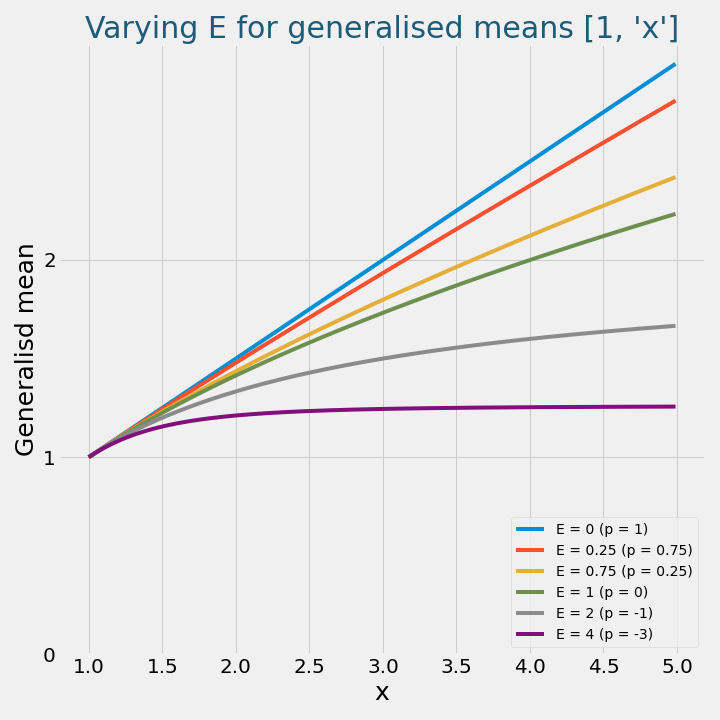 Varying E for generalised means [1, 'x']
Generalisd mean
2
1
0
1.0 1.5 2.0 2.5 3.0 3.5 4.0 4.5 5.0
x
E = 0 (p = 1)
E = 0.25 (p = 0.75)
E = 0.75 (p = 0.25)
E = 1 (p = 0)
E = 2 (p = -1)
E = 4 (p = -3)